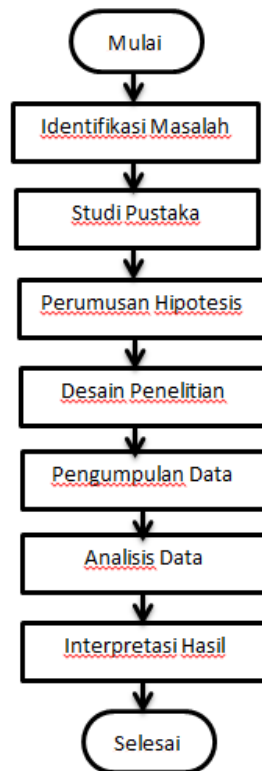 Mulai
Identifikasi Masalah
Studi Pustaka
Perumusan Hipotesis
Desain Penelitian
Pengumpulan Data
Analisis Data
Interpretasi Hasil
Selesai